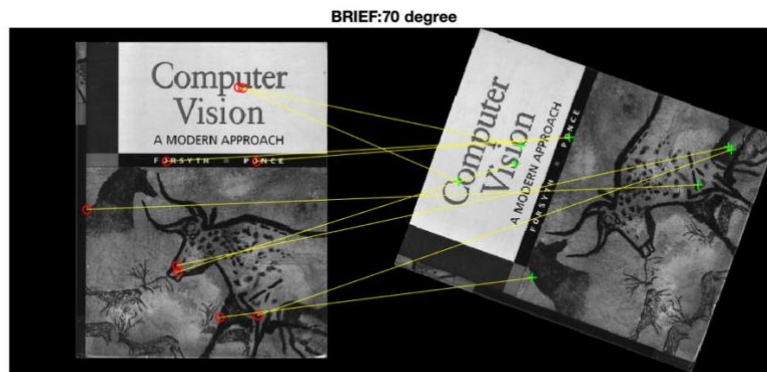 BRIEF:70 degree
Computer
Vision
A MODERN APPROACH
FORSYTH = PONCE
Computer
Vision
A MODERN APPROACH
FORSYTH = PONCE